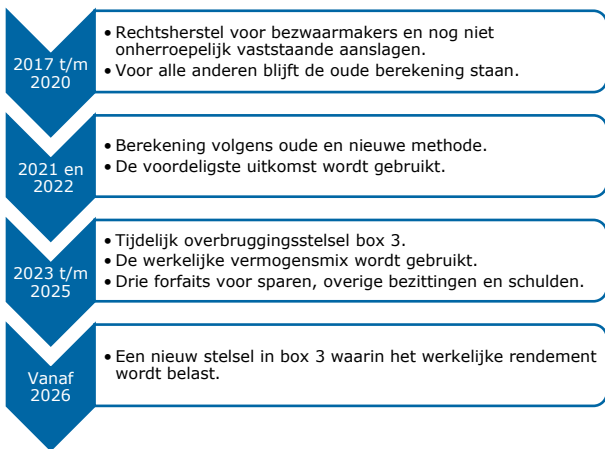 2017 t/m
2020
• Rechtsherstel voor bezwaarmakers en nog niet
onherroepelijk vaststaande aanslagen.
• Voor alle anderen blijft de oude berekening staan.
2021 en
2022
• Berekening volgens oude en nieuwe methode.
• De voordeligste uitkomst wordt gebruikt.
2023 t/m
2025
• Tijdelijk overbruggingsstelsel box 3.
• De werkelijke vermogensmix wordt gebruikt.
• Drie forfaits voor sparen, overige bezittingen en schulden.
Vanaf
2026
• Een nieuw stelsel in box 3 waarin het werkelijke rendement
wordt belast.